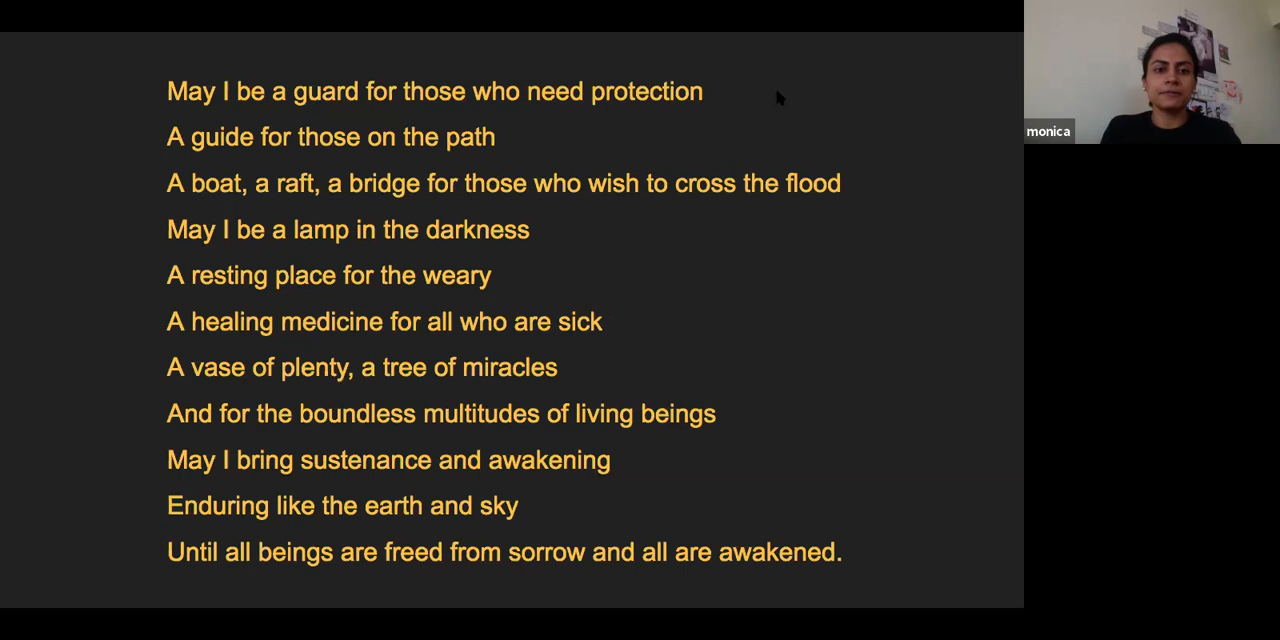 May I be a guard for those who need protection
A guide for those on the path
A boat, a raft, a bridge for those who wish to cross the flood
May I be a lamp in the darkness
A resting place for the weary
A healing medicine for all who are sick
A vase of plenty, a tree of miracles
And for the boundless multitudes of living beings
May I bring sustenance and awakening
Enduring like the earth and sky
Until all beings are freed from sorrow and all are awakened.
monica